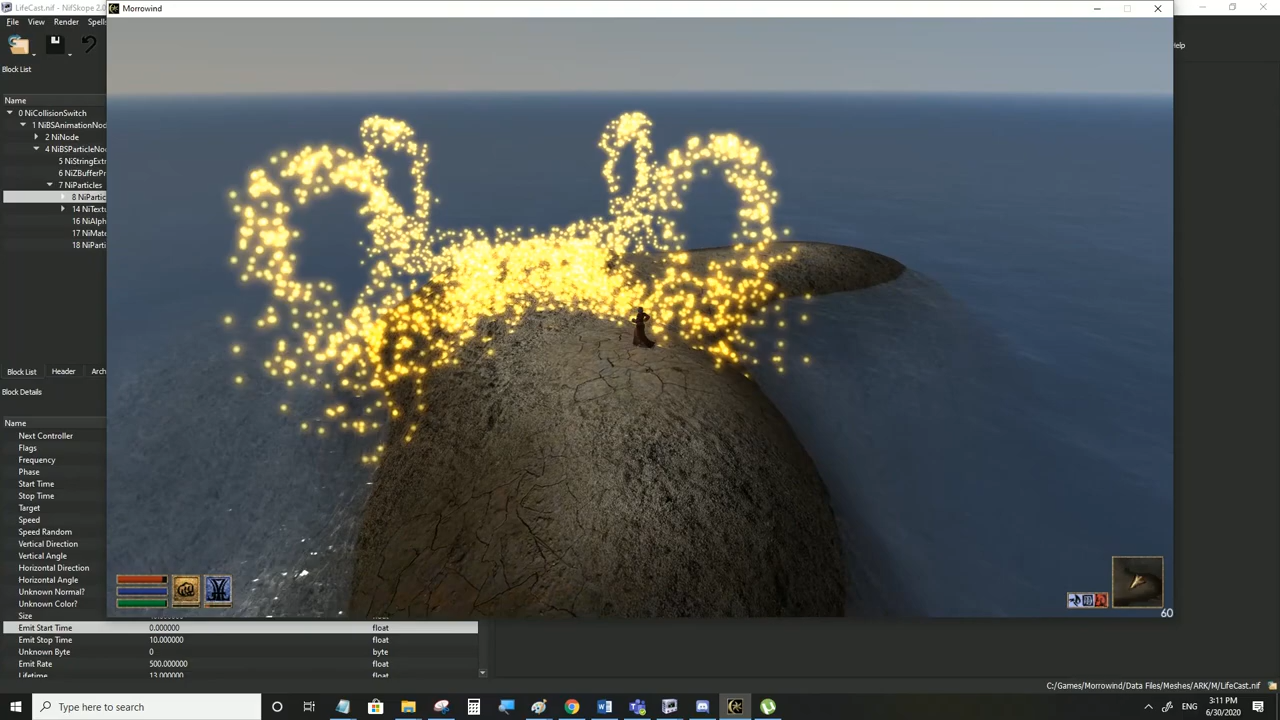 LifeCast.nif - NifSkope 2.
Morrowind
File View Render Spells
elp
Block List
Name
0 NiCollisionSwitch
1 NiBSAnimationNod
2 NiNode
4 NiBSParticleNod
5 NiStringExtr
6 NiZBufferPr
7 NiParticles
8 NiPartic
14 NiTextu
16 NiAlph
17 NiMate
18 NiParti
Block List Header Arch
Block Details
Name
Next Controller
Flags
Frequency
Phase
Start Time
Stop Time
Target
Speed
Speed Random
Vertical Direction
Vertical Angle
Horizontal Direction
Horizontal Angle
Unknown Normal?
Unknown Color?
Size
60
Emit Start Time 0.000000 float
Emit Stop Time 10.000000 float
Unknown Byte 0 byte
Emit Rate 500.000000 float
Lifetime 13.000000 float
C:/Games/Morrowind/Data Files/Meshes/ARK/M/LifeCast.nif
Type here to search
ENG
3:11 PM
6/30/2020